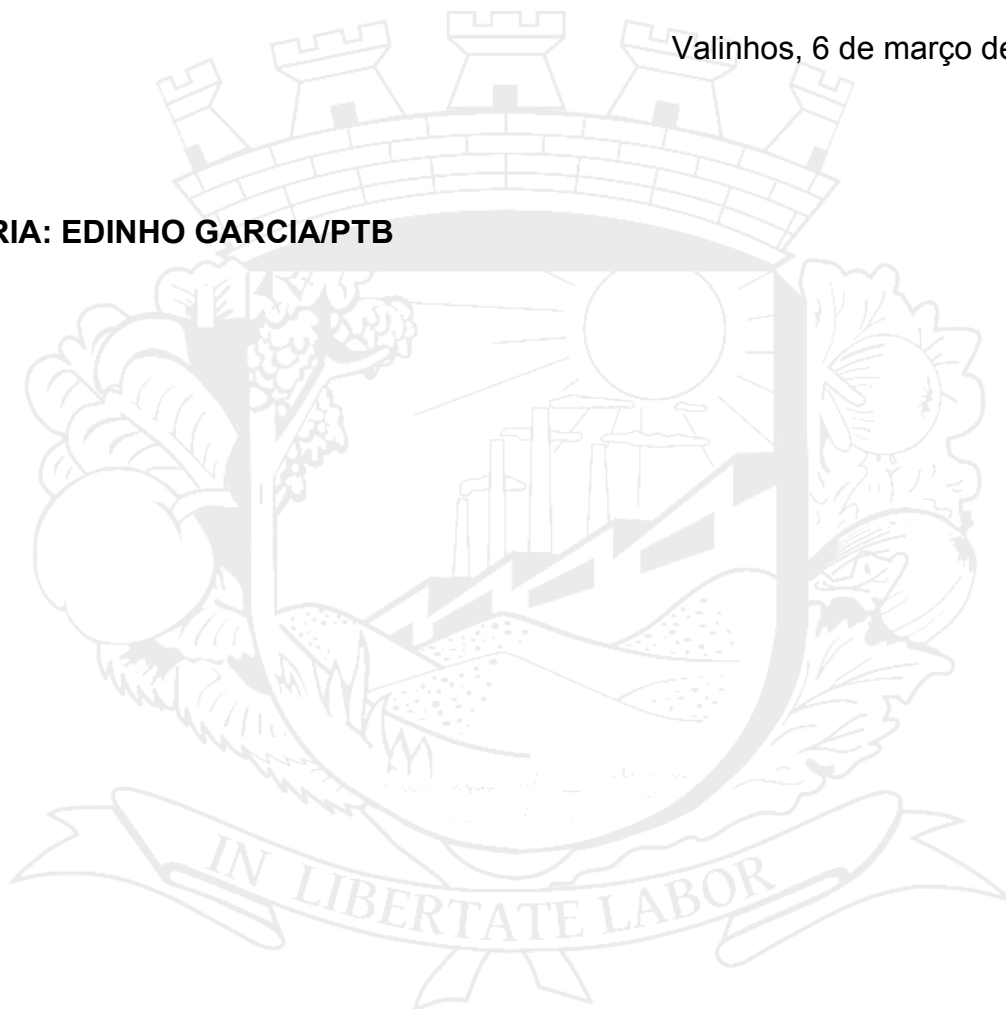 Valinhos, 6 de março de
RIA: EDINHO GARCIA/PTB
IN LIBERTATE LABOR